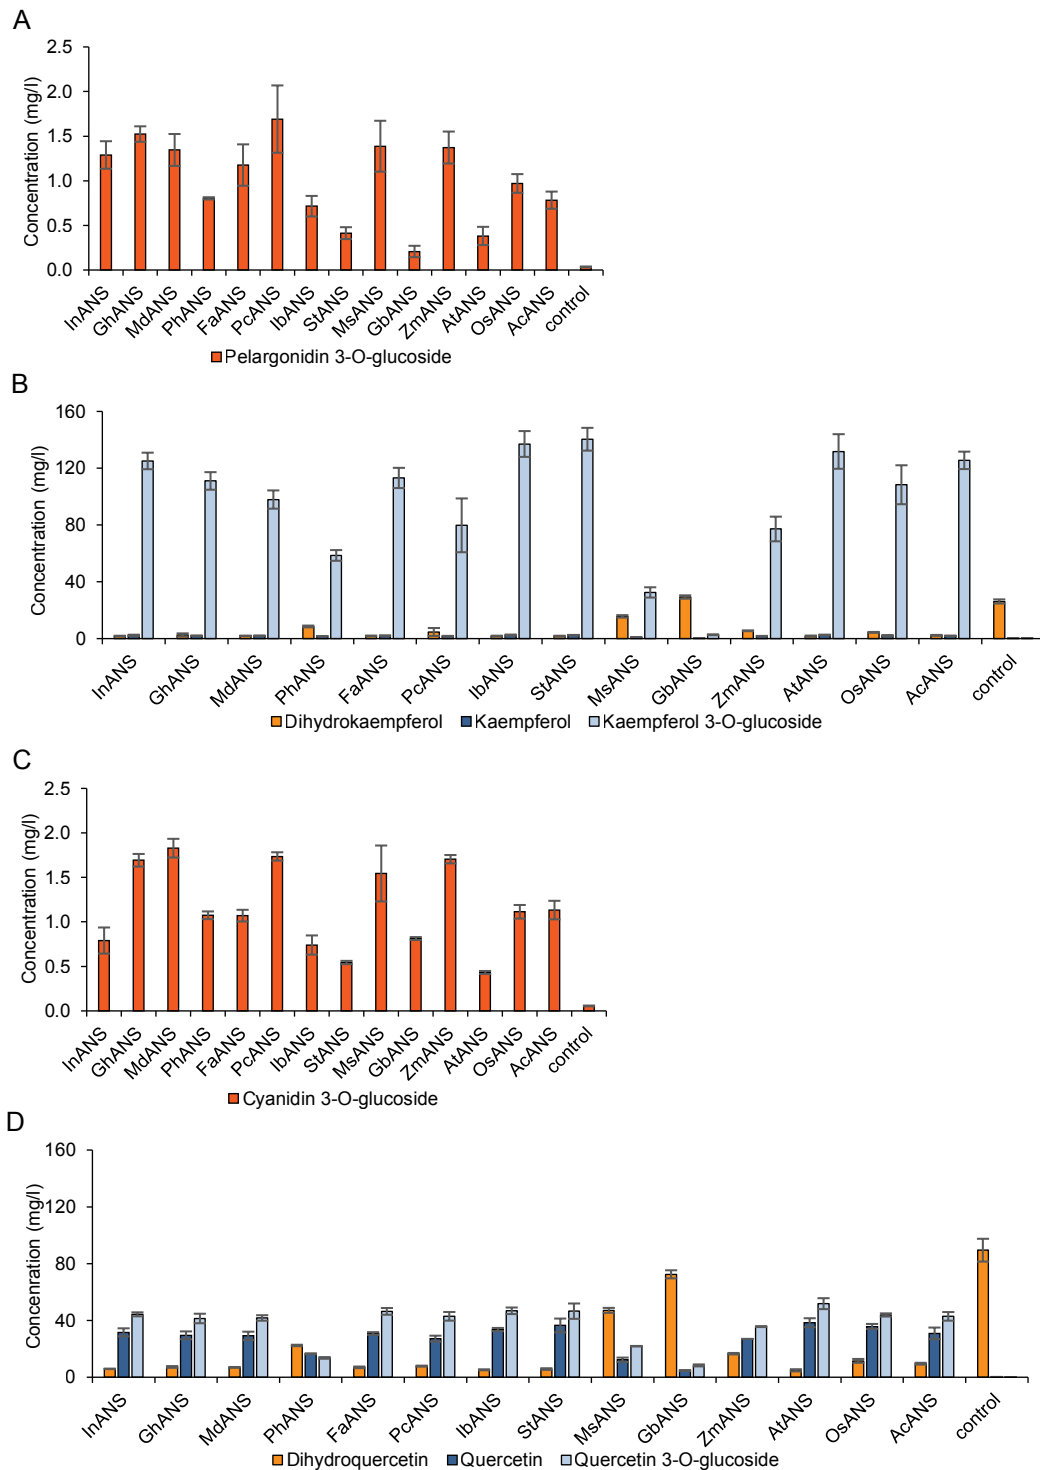 A
2.5
2.0
1.5
1.0
0.5
0.0
Concentration (mg/l)
InANS GhANS MdANS PhANS FaANS PcANS IbANS StANS MsANS GbANS ZmANS AtANS OsANS AcANS control
Pelargonidin 3-O-glucoside
B
160
120
80
40
0
Concentration (mg/l)
InANS GhANS MdANS PhANS FaANS PcANS IbANS StANS MsANS GbANS ZmANS AtANS OsANS AcANS control
Dihydrokaempferol Kaempferol Kaempferol 3-O-glucoside
C
2.5
2.0
1.5
1.0
0.5
0.0
Concentration (mg/l)
InANS GhANS MdANS PhANS FaANS PcANS IbANS StANS MsANS GbANS ZmANS AtANS OsANS AcANS control
Cyanidin 3-O-glucoside
D
160
120
80
40
0
Concenration (mg/l)
InANS GhANS MdANS PhANS FaANS PcANS IbANS StANS MsANS GbANS ZmANS AtANS OsANS AcANS control
Dihydroquercetin Quercetin Quercetin 3-O-glucoside